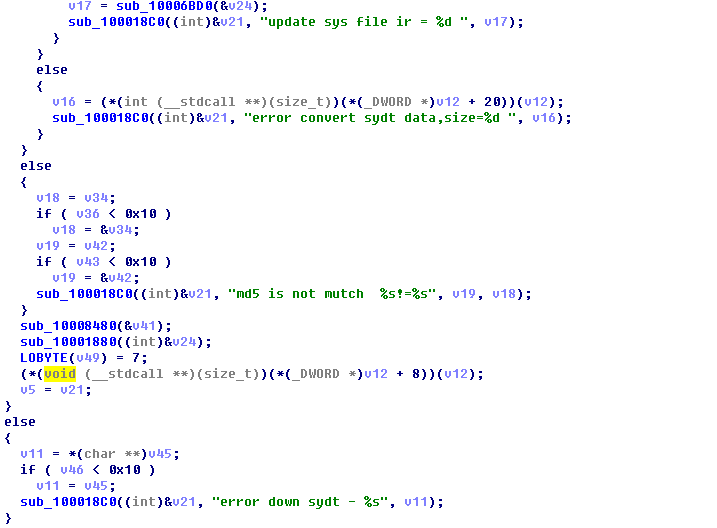 v17 = sub_10006BD0(&v24);
sub_100018C0((int)&v21, "update sys file ir = %d ", v17);
}
}
else
{
v16 = (*(int (__stdcall **)(size_t))(*(_DWORD *)v12 + 20))(v12);
sub_100018C0((int)&v21, "error convert sydt data,size=%d ", v16);
}
}
else
{
v18 = v34;
if ( v36 < 0x10 )
v18 = &v34;
v19 = v42;
if ( v43 < 0x10 )
v19 = &v42;
sub_100018C0((int)&v21, "md5 is not mutch  %s!=%s", v19, v18);
}
sub_10008480(&v41);
sub_10001880((int)&v24);
LOBYTE(v49) = 7;
(*(void (__stdcall **)(size_t))(*(_DWORD *)v12 + 8))(v12);
v5 = v21;
}
else
{
v11 = *(char **)v45;
if ( v46 < 0x10 )
v11 = v45;
sub_100018C0((int)&v21, "error down sydt - %s", v11);
}